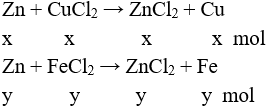 Zn + CuCl₂ → ZnCl₂ + Cu
x x x x mol
Zn + FeCl₂ → ZnCl₂ + Fe
y y y y mol